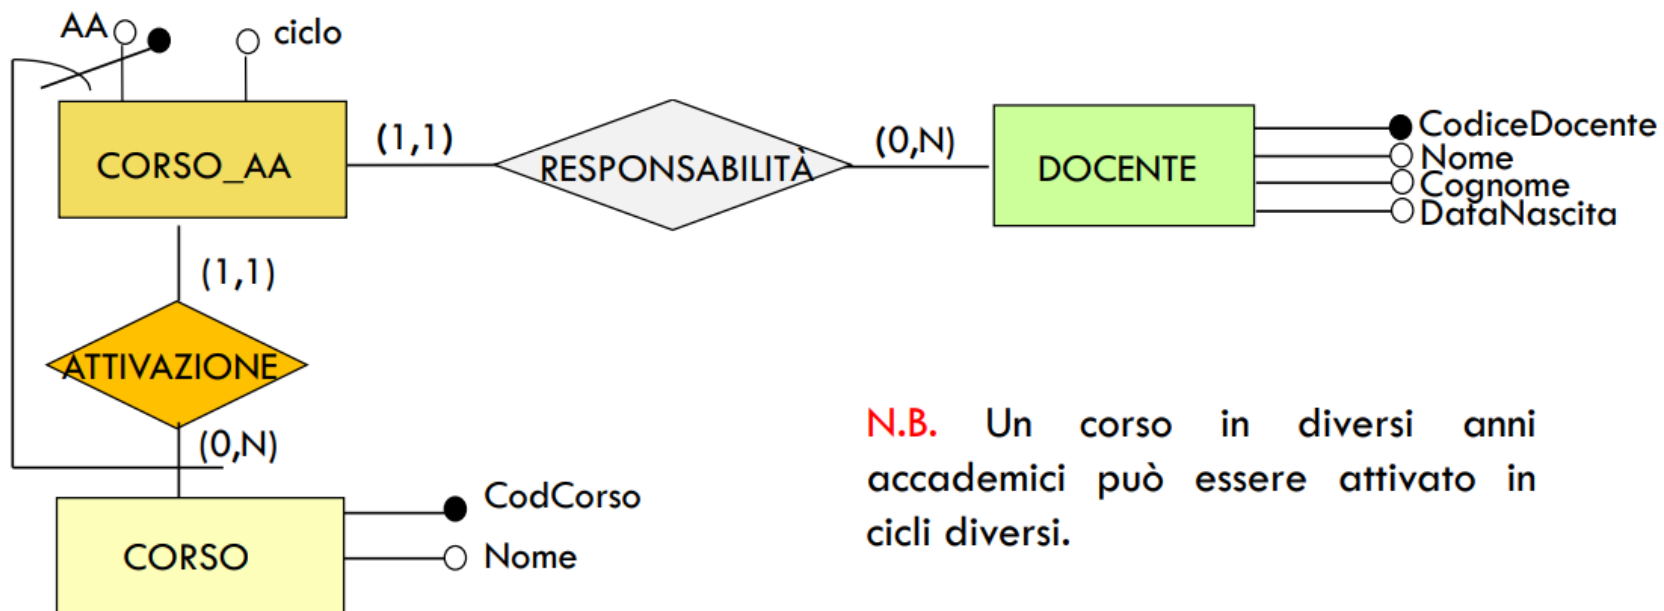 AA
ciclo
CORSO_AA
(1,1)
RESPONSABILITÀ
(0,N)
DOCENTE
CodiceDocente
Nome
Cognome
DataNascita
(1,1)
ATTIVAZIONE
(0,N)
CORSO
CodCorso
Nome
N.B. Un corso in diversi anni
accademici può essere attivato in
cicli diversi.